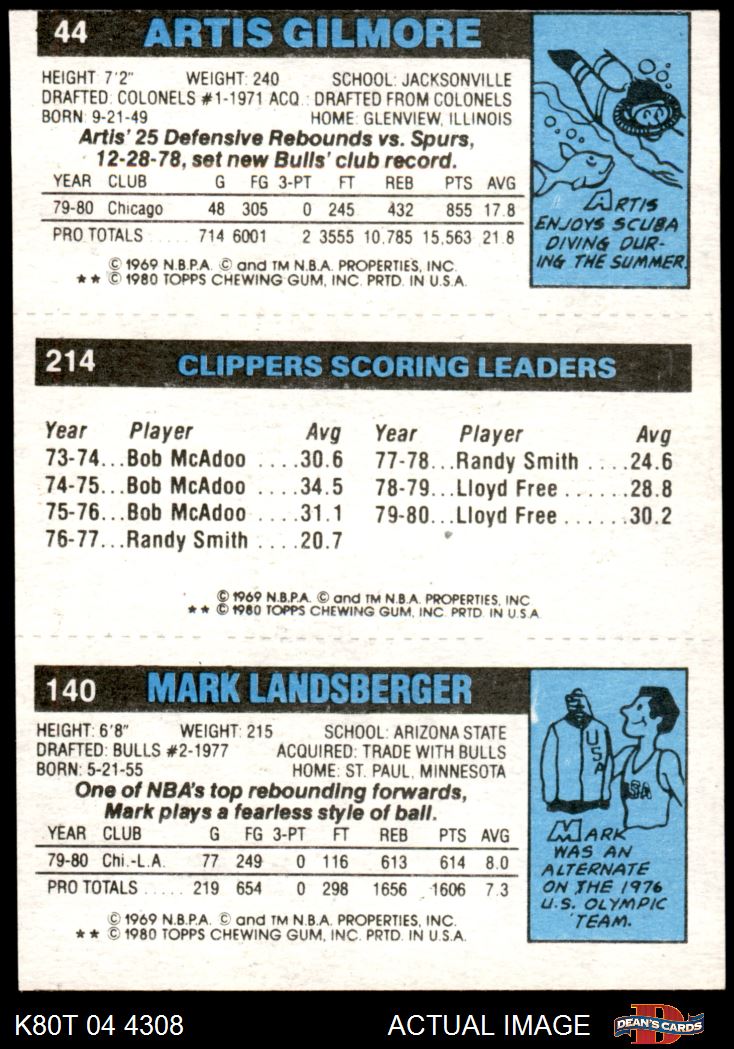 44 ARTIS GILMORE
HEIGHT: 7'2" WEIGHT: 240 SCHOOL: JACKSONVILLE
DRAFTED: COLONELS #1-1971 ACQ.: DRAFTED FROM COLONELS
BORN: 9-21-49 HOME: GLENVIEW, ILLINOIS
Artis' 25 Defensive Rebounds vs. Spurs,
12-28-78, set new Bulls' club record.
YEAR CLUB G FG 3-PT FT REB PTS AVG
79-80 Chicago 48 305 0 245 432 855 17.8
PRO TOTALS ..... 714 6001 2 3555 10,785 15,563 21.8
© 1969 N.B.P.A. © and TM N.B.A. PROPERTIES, INC.
★★ © 1980 TOPPS CHEWING GUM, INC. PRTD. IN U.S.A.
ARTIS
ENJOYS SCUBA
DIVING DUR-
ING THE SUMMER.
214 CLIPPERS SCORING LEADERS
Year Player Avg Year Player Avg
73-74...Bob McAdoo ....30.6 77-78...Randy Smith ....24.6
74-75...Bob McAdoo ....34.5 78-79...Lloyd Free ......28.8
75-76...Bob McAdoo ....31.1 79-80...Lloyd Free ......30.2
76-77...Randy Smith ....20.7
© 1969 N.B.P.A. © and TM N.B.A. PROPERTIES, INC
★★ © 1980 TOPPS CHEWING GUM, INC. PRTD. IN U.S.A.
140 MARK LANDSBERGER
HEIGHT: 6'8" WEIGHT: 215 SCHOOL: ARIZONA STATE
DRAFTED: BULLS #2-1977 ACQUIRED: TRADE WITH BULLS
BORN: 5-21-55 HOME: ST. PAUL, MINNESOTA
One of NBA's top rebounding forwards,
Mark plays a fearless style of ball.
YEAR CLUB G FG 3-PT FT REB PTS AVG
79-80 Chi.-L.A. 77 249 0 116 613 614 8.0
PRO TOTALS ..... 219 654 0 298 1656 1606 7.3
© 1969 N.B.P.A. © and TM N.B.A. PROPERTIES, INC.
★★ © 1980 TOPPS CHEWING GUM, INC. PRTD. IN U.S.A.
USA
SA
MARK
WAS AN
ALTERNATE
ON THE 1976
U.S. OLYMPIC
TEAM.
K80T 04 4308 ACTUAL IMAGE D DEAN'S CARDS